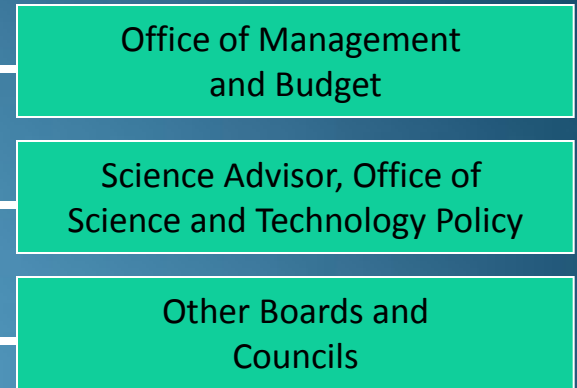 Office of Management
and Budget
Science Advisor, Office of
Science and Technology Policy
Other Boards and
Councils